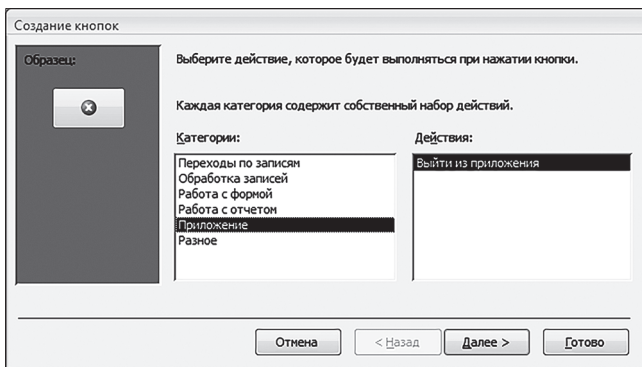 Создание кнопок
Образец:
Выберите действие, которое будет выполняться при нажатии кнопки.
Каждая категория содержит собственный набор действий.
Категории:
Действия:
Переходы по записям
Обработка записей
Работа с формой
Работа с отчетом
Приложение
Разное
Выйти из приложения
Отмена
< Назад
Далее >
Готово